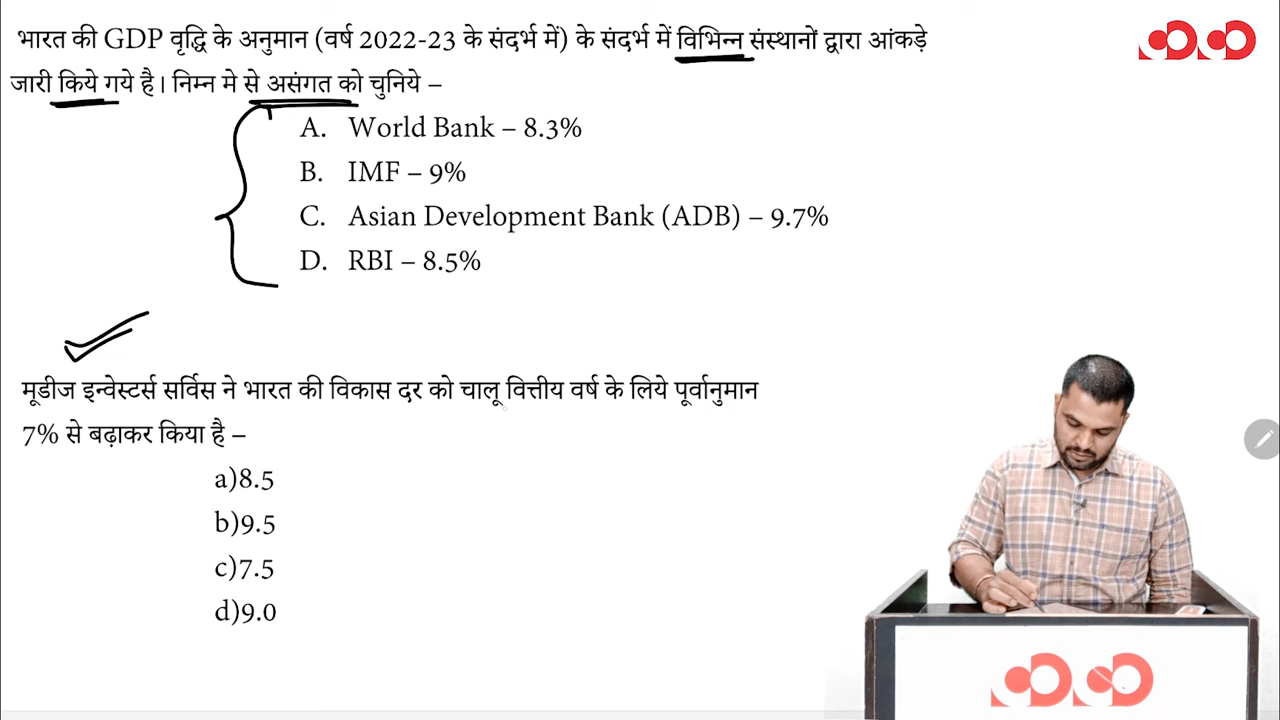 भारत की GDP वृद्धि के अनुमान (वर्ष 2022-23 के संदर्भ में) के संदर्भ में विभिन्न संस्थानों द्वारा आंकड़े
जारी किये गये है। निम्न मे से असंगत को चुनिये –
A. World Bank – 8.3%
B. IMF – 9%
C. Asian Development Bank (ADB) – 9.7%
D. RBI – 8.5%
मूडीज इन्वेस्टर्स सर्विस ने भारत की विकास दर को चालू वित्तीय वर्ष के लिये पूर्वानुमान
7% से बढ़ाकर किया है –
a)8.5
b)9.5
c)7.5
d)9.0